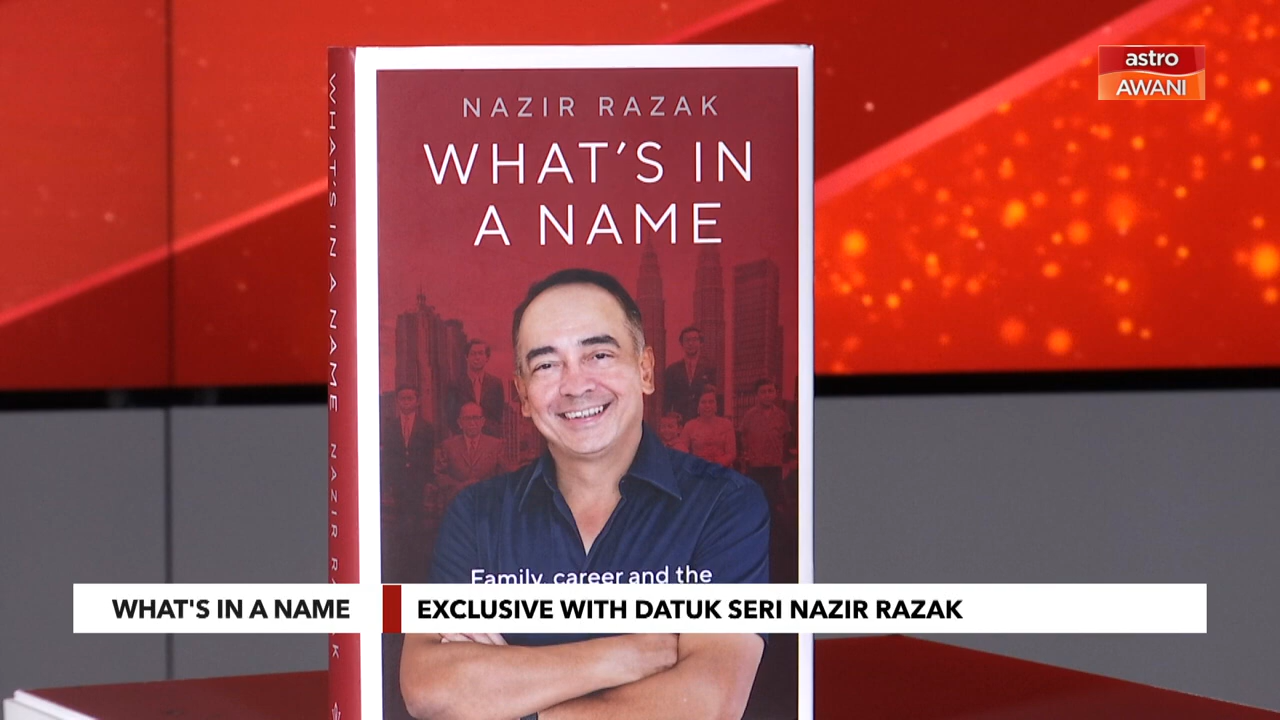 astro
AWANI
NAZIR RAZAK
WHAT'S IN
A NAME
Family, career and the
WHAT'S IN A NAME NAZIR RAZAK
WHAT'S IN A NAME
EXCLUSIVE WITH DATUK SERI NAZIR RAZAK